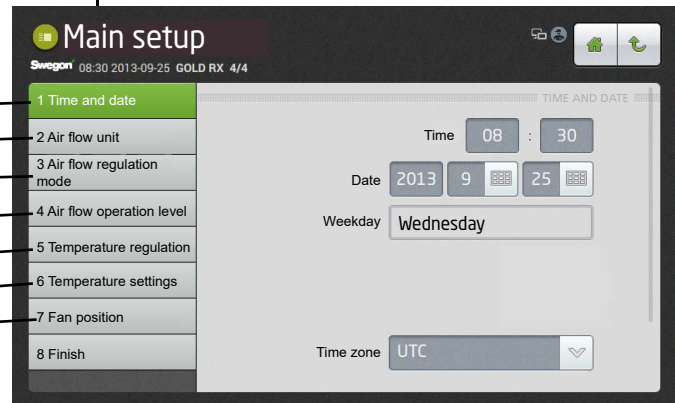 Main setup
Swegon 08:30 2013-09-25 GOLD RX 4/4
1 Time and date
2 Air flow unit
3 Air flow regulation
mode
4 Air flow operation level
5 Temperature regulation
6 Temperature settings
7 Fan position
8 Finish
TIME AND DATE
Time 08 : 30
Date 2013 9 25
Weekday Wednesday
Time zone UTC